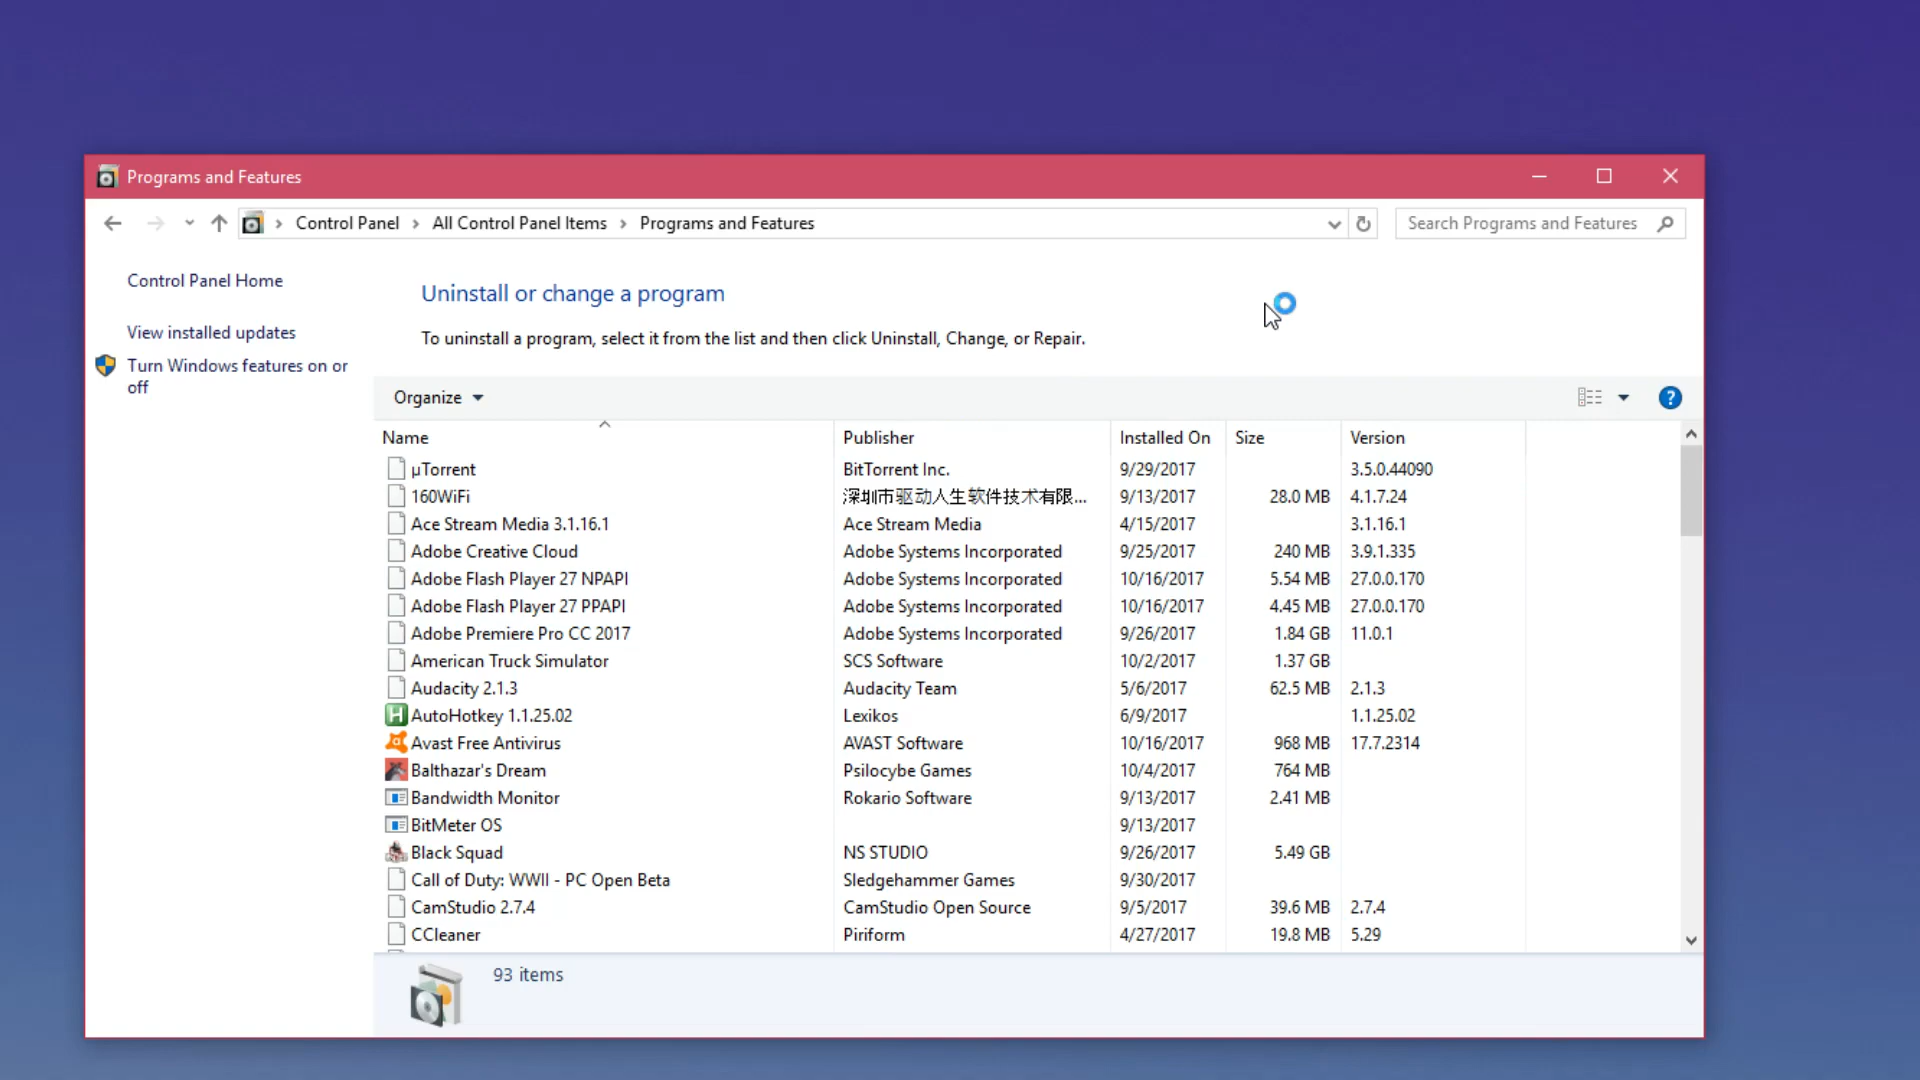 Programs and Features
Control Panel > All Control Panel Items > Programs and Features
Search Programs and Features
Control Panel Home
View installed updates
Turn Windows features on or
off
Uninstall or change a program
To uninstall a program, select it from the list and then click Uninstall, Change, or Repair.
Organize
Name Publisher Installed On Size Version
µTorrent BitTorrent Inc. 9/29/2017 3.5.0.44090
160WiFi 深圳市驱动人生软件技术有限... 9/13/2017 28.0 MB 4.1.7.24
Ace Stream Media 3.1.16.1 Ace Stream Media 4/15/2017 3.1.16.1
Adobe Creative Cloud Adobe Systems Incorporated 9/25/2017 240 MB 3.9.1.335
Adobe Flash Player 27 NPAPI Adobe Systems Incorporated 10/16/2017 5.54 MB 27.0.0.170
Adobe Flash Player 27 PPAPI Adobe Systems Incorporated 10/16/2017 4.45 MB 27.0.0.170
Adobe Premiere Pro CC 2017 Adobe Systems Incorporated 9/26/2017 1.84 GB 11.0.1
American Truck Simulator SCS Software 10/2/2017 1.37 GB
Audacity 2.1.3 Audacity Team 5/6/2017 62.5 MB 2.1.3
AutoHotkey 1.1.25.02 Lexikos 6/9/2017 1.1.25.02
Avast Free Antivirus AVAST Software 10/16/2017 968 MB 17.7.2314
Balthazar's Dream Psilocybe Games 10/4/2017 764 MB
Bandwidth Monitor Rokario Software 9/13/2017 2.41 MB
BitMeter OS 9/13/2017
Black Squad NS STUDIO 9/26/2017 5.49 GB
Call of Duty: WWII - PC Open Beta Sledgehammer Games 9/30/2017
CamStudio 2.7.4 CamStudio Open Source 9/5/2017 39.6 MB 2.7.4
CCleaner Piriform 4/27/2017 19.8 MB 5.29
93 items